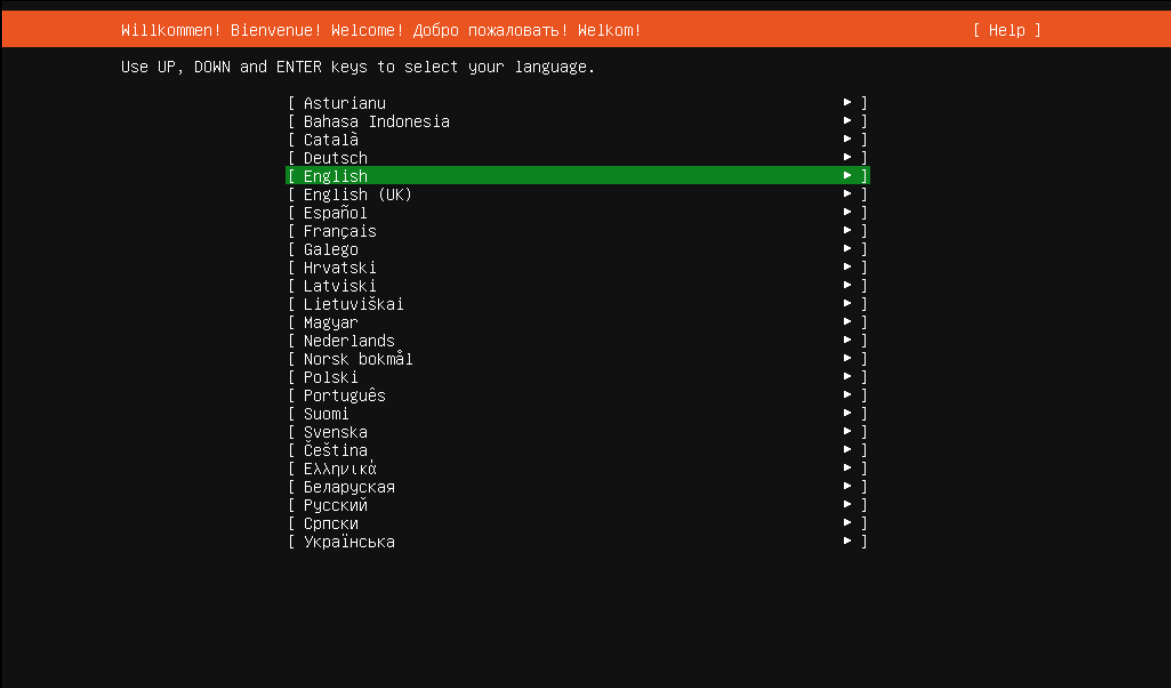 Willkommen! Bienvenue! Welcome! Добро пожаловать! Welkom! [ Help ]
Use UP, DOWN and ENTER keys to select your language.
[ Asturianu ▸ ]
[ Bahasa Indonesia ▸ ]
[ Català ▸ ]
[ Deutsch ▸ ]
[ English ▸ ]
[ English (UK) ▸ ]
[ Español ▸ ]
[ Français ▸ ]
[ Galego ▸ ]
[ Hrvatski ▸ ]
[ Latviski ▸ ]
[ Lietuviškai ▸ ]
[ Magyar ▸ ]
[ Nederlands ▸ ]
[ Norsk bokmål ▸ ]
[ Polski ▸ ]
[ Português ▸ ]
[ Suomi ▸ ]
[ Svenska ▸ ]
[ Čeština ▸ ]
[ Ελληνικά ▸ ]
[ Беларуская ▸ ]
[ Русский ▸ ]
[ Српски ▸ ]
[ Українська ▸ ]